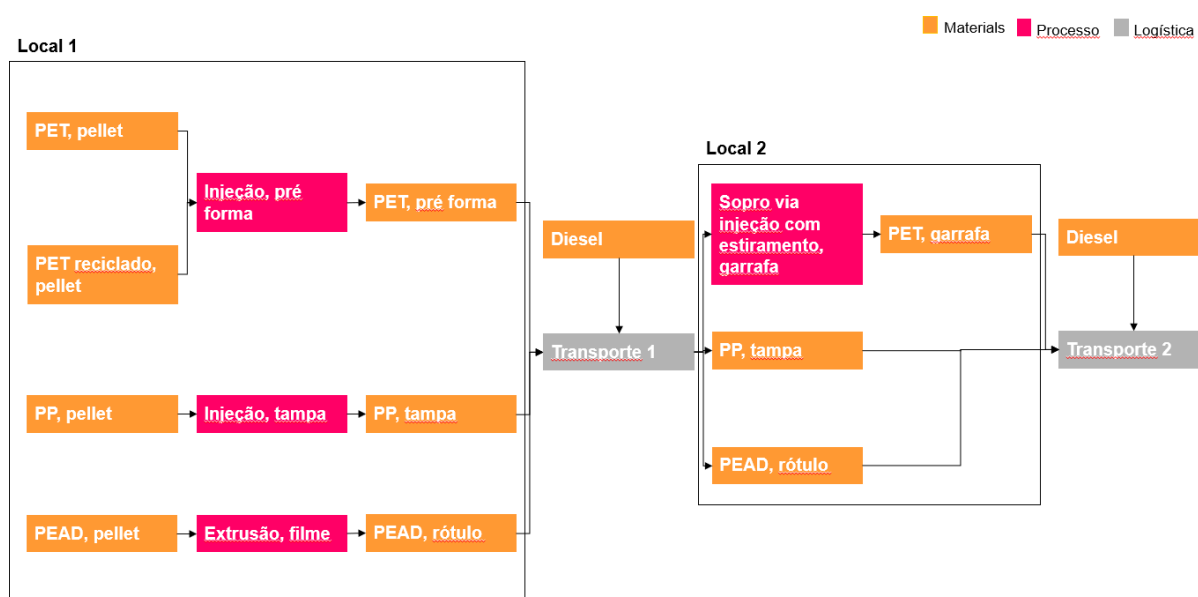 Materials
Processo
Logística
Local 1
PET, pellet
PET reciclado,
pellet
Injeção, pré
forma
PET, pré forma
PP, pellet
Injeção, tampa
PP, tampa
PEAD, pellet
Extrusão, filme
PEAD, rótulo
Diesel
Transporte 1
Local 2
Sopro via
injeção com
estiramento,
garrafa
PET, garrafa
PP, tampa
PEAD, rótulo
Diesel
Transporte 2